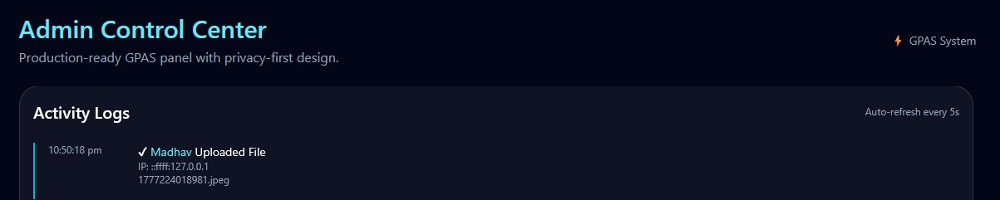 Admin Control Center
Production-ready GPAS panel with privacy-first design.
⚡ GPAS System
Activity Logs
Auto-refresh every 5s
10:50:18 pm
✓ Madhav Uploaded File
IP: ::ffff:127.0.0.1
1777224018981.jpeg